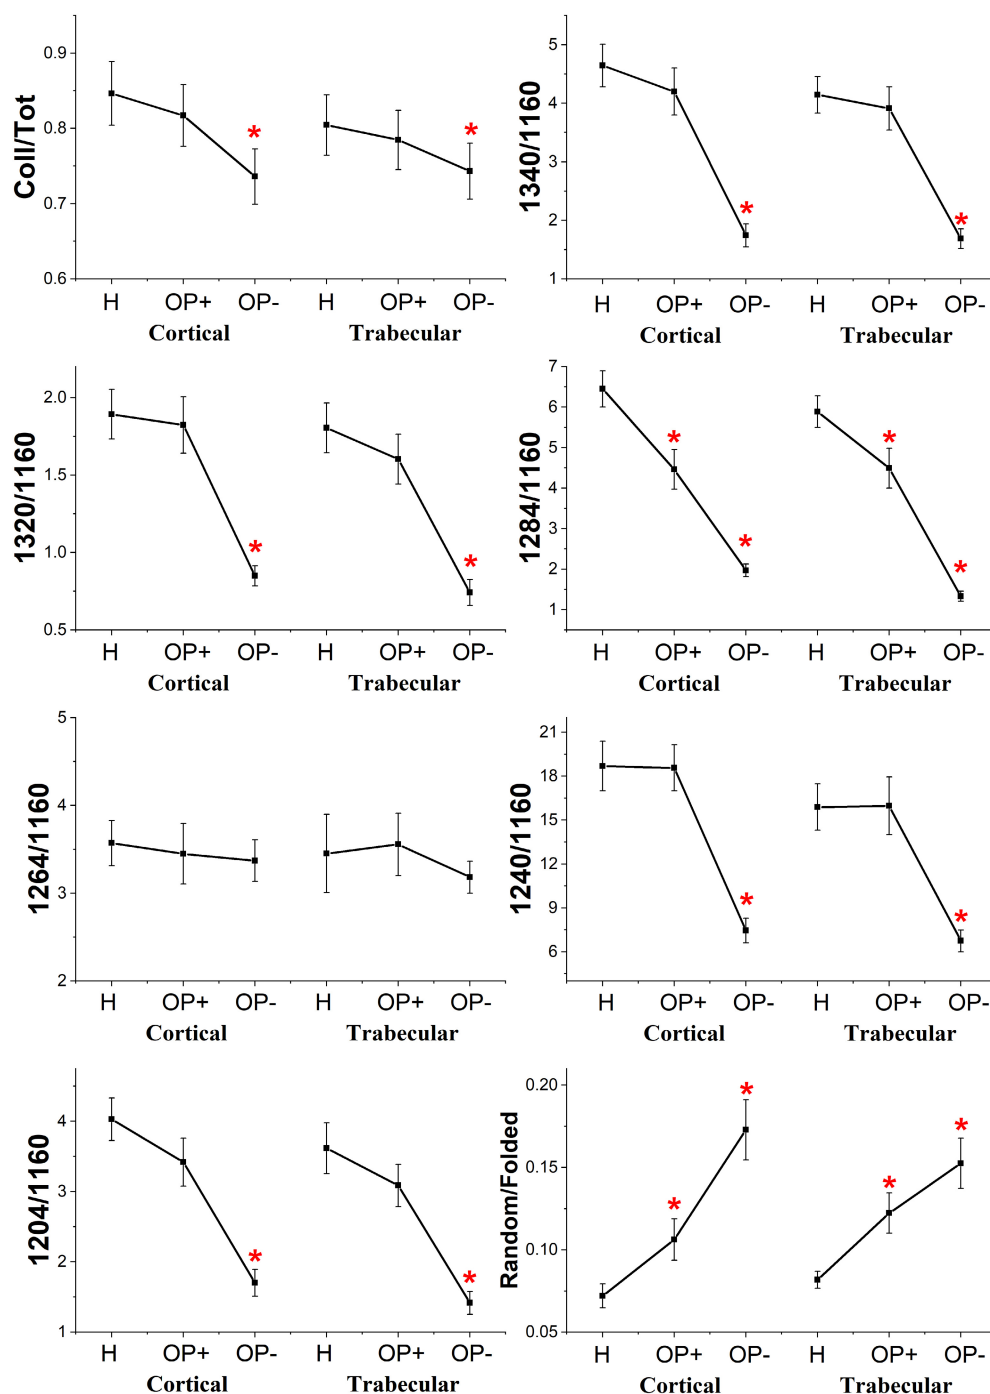 Coll/Tot
0.9
0.8
0.7
0.6
H OP+ OP- H OP+ OP-
Cortical Trabecular
1340/1160
5
4
3
2
1
H OP+ OP- H OP+ OP-
Cortical Trabecular
1320/1160
2.0
1.5
1.0
0.5
H OP+ OP- H OP+ OP-
Cortical Trabecular
1284/1160
7
6
5
4
3
2
1
H OP+ OP- H OP+ OP-
Cortical Trabecular
1264/1160
5
4
3
2
H OP+ OP- H OP+ OP-
Cortical Trabecular
1240/1160
21
18
15
12
9
6
H OP+ OP- H OP+ OP-
Cortical Trabecular
1204/1160
4
3
2
1
H OP+ OP- H OP+ OP-
Cortical Trabecular
Random/Folded
0.20
0.15
0.10
0.05
H OP+ OP- H OP+ OP-
Cortical Trabecular